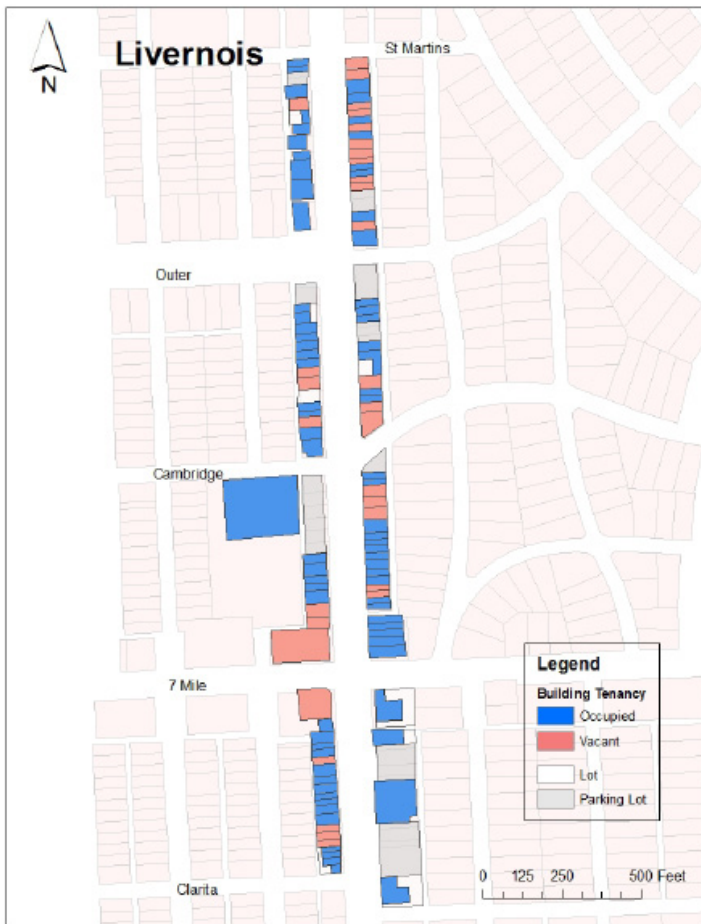 Livernois
St Martins
N
Outer
Cambridge
7 Mile
Legend
Building Tenancy
Occupied
Vacant
Lot
Parking Lot
0 125 250 500 Feet
Clarita